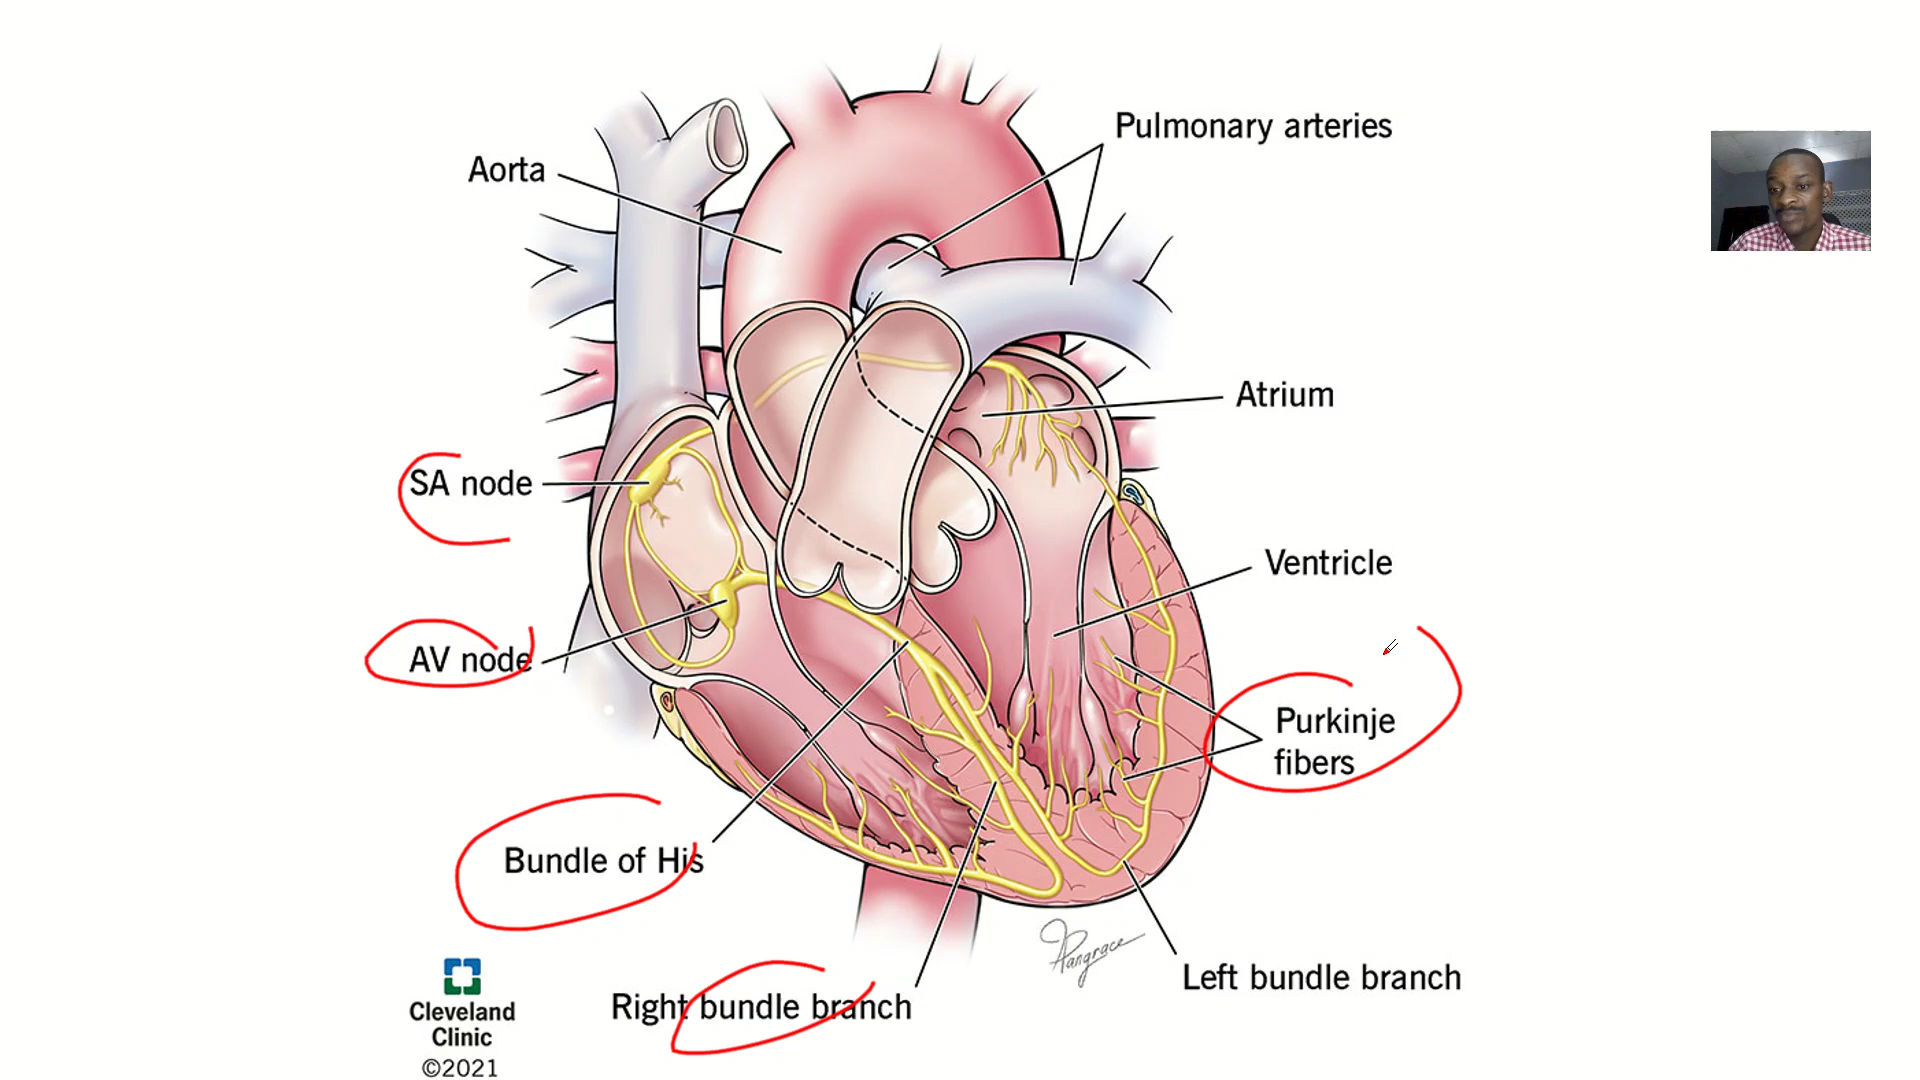 Pulmonary arteries
Aorta
Atrium
SA node
Ventricle
AV node
Purkinje
fibers
Bundle of His
Pangrace
Left bundle branch
Right bundle branch
Cleveland
Clinic
©2021